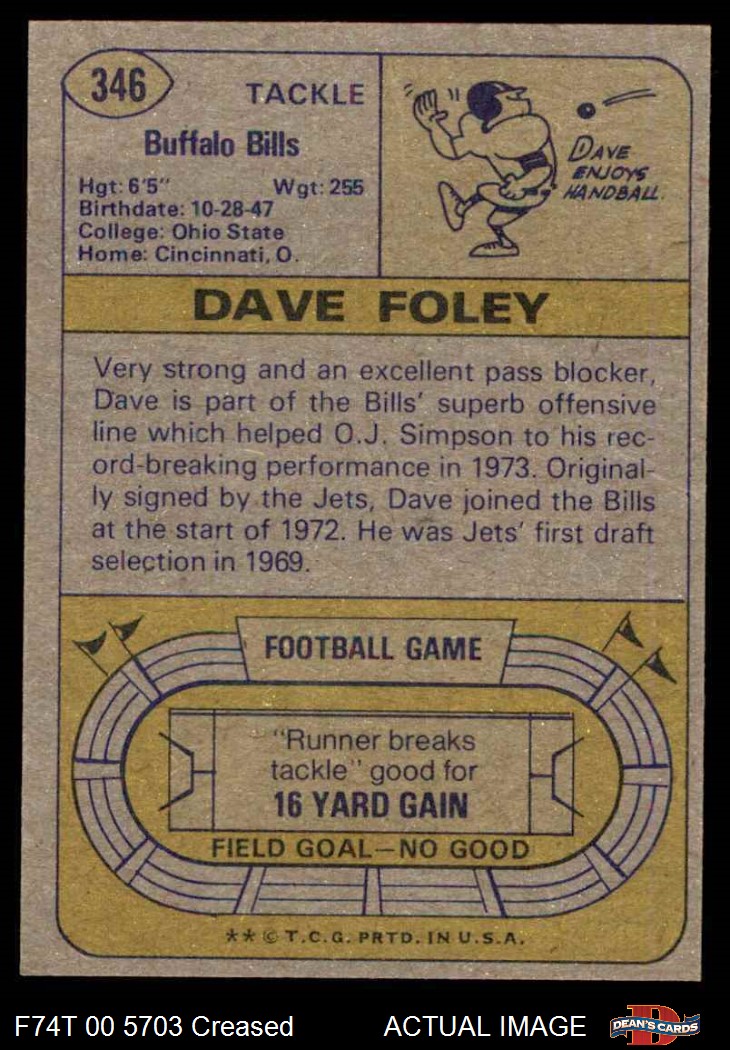 346
TACKLE
Buffalo Bills
Hgt: 6'5" Wgt: 255
Birthdate: 10-28-47
College: Ohio State
Home: Cincinnati, O.
DAVE
ENJOYS
HANDBALL.
DAVE FOLEY
Very strong and an excellent pass blocker,
Dave is part of the Bills' superb offensive
line which helped O.J. Simpson to his rec-
ord-breaking performance in 1973. Original-
ly signed by the Jets, Dave joined the Bills
at the start of 1972. He was Jets' first draft
selection in 1969.
FOOTBALL GAME
"Runner breaks
tackle" good for
16 YARD GAIN
FIELD GOAL—NO GOOD
** © T.C.G. PRTD. IN U.S.A.
F74T 00 5703 Creased ACTUAL IMAGE
D
DEAN'S CARDS